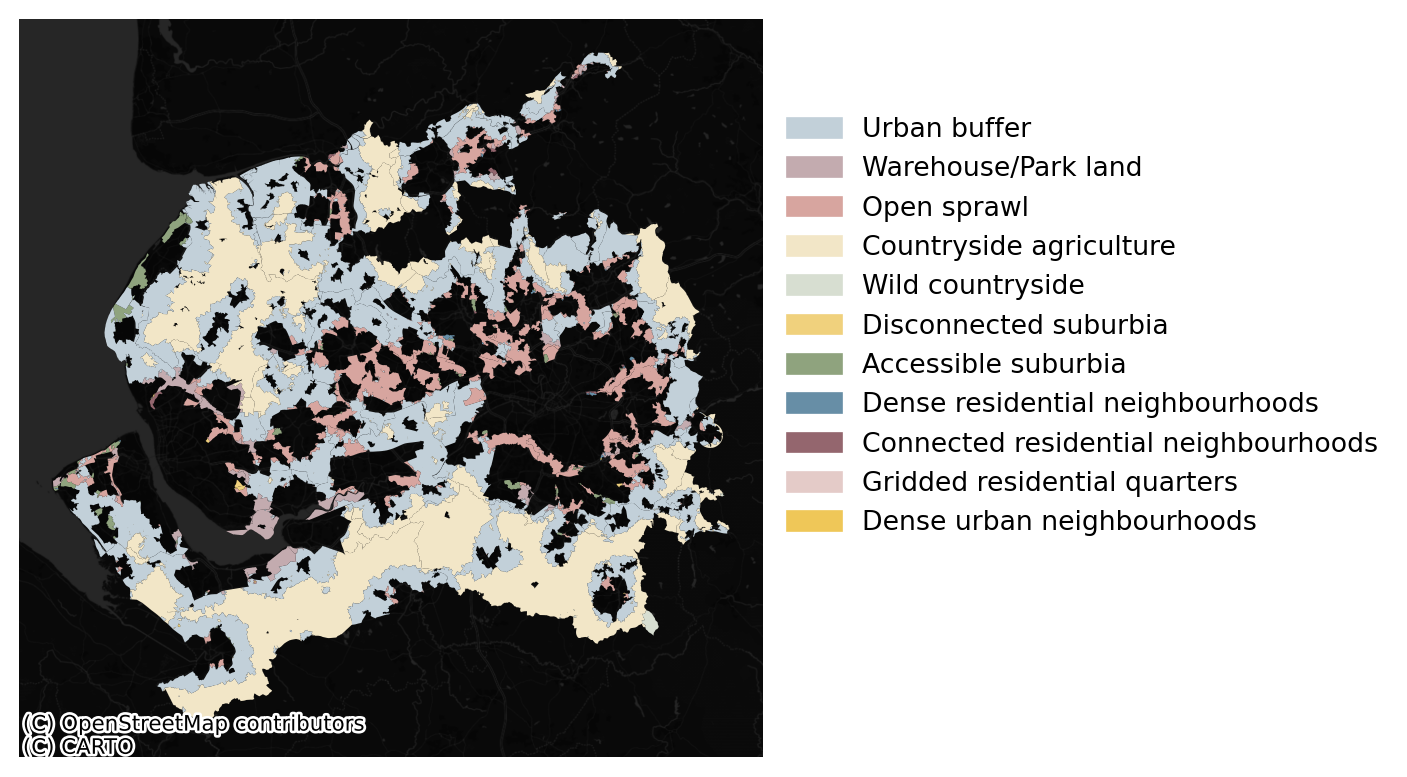 Urban buffer
Warehouse/Park land
Open sprawl
Countryside agriculture
Wild countryside
Disconnected suburbia
Accessible suburbia
Dense residential neighbourhoods
Connected residential neighbourhoods
Gridded residential quarters
Dense urban neighbourhoods
(C) OpenStreetMap contributors
(C) CARTO